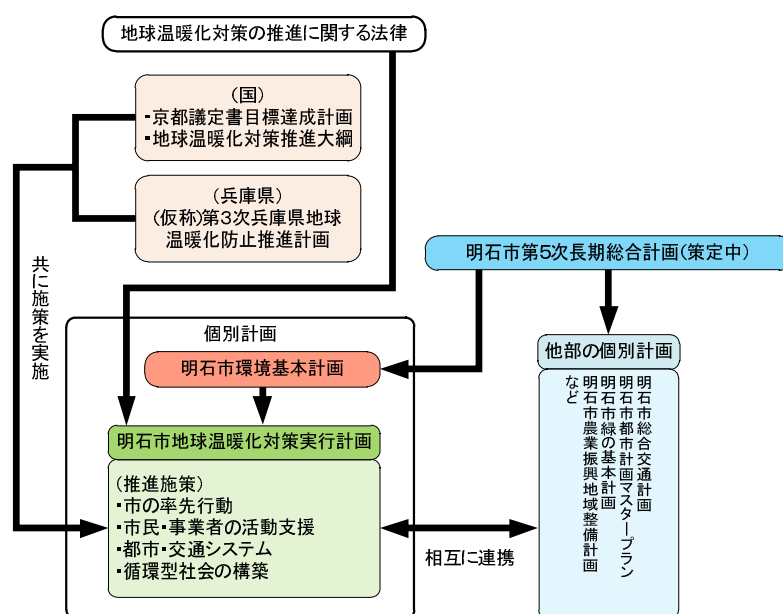 地球温暖化対策の推進に関する法律
(国)
・京都議定書目標達成計画
・地球温暖化対策推進大綱
(兵庫県)
(仮称)第3次兵庫県地球
温暖化防止推進計画
共に施策を実施
明石市第5次長期総合計画(策定中)
個別計画
明石市環境基本計画
明石市地球温暖化対策実行計画
(推進施策)
・市の率先行動
・市民・事業者の活動支援
・都市・交通システム
・循環型社会の構築
相互に連携
他部の個別計画
明石市総合交通計画
明石市都市計画マスタープラン
明石市緑の基本計画
明石市農業振興地域整備計画
など